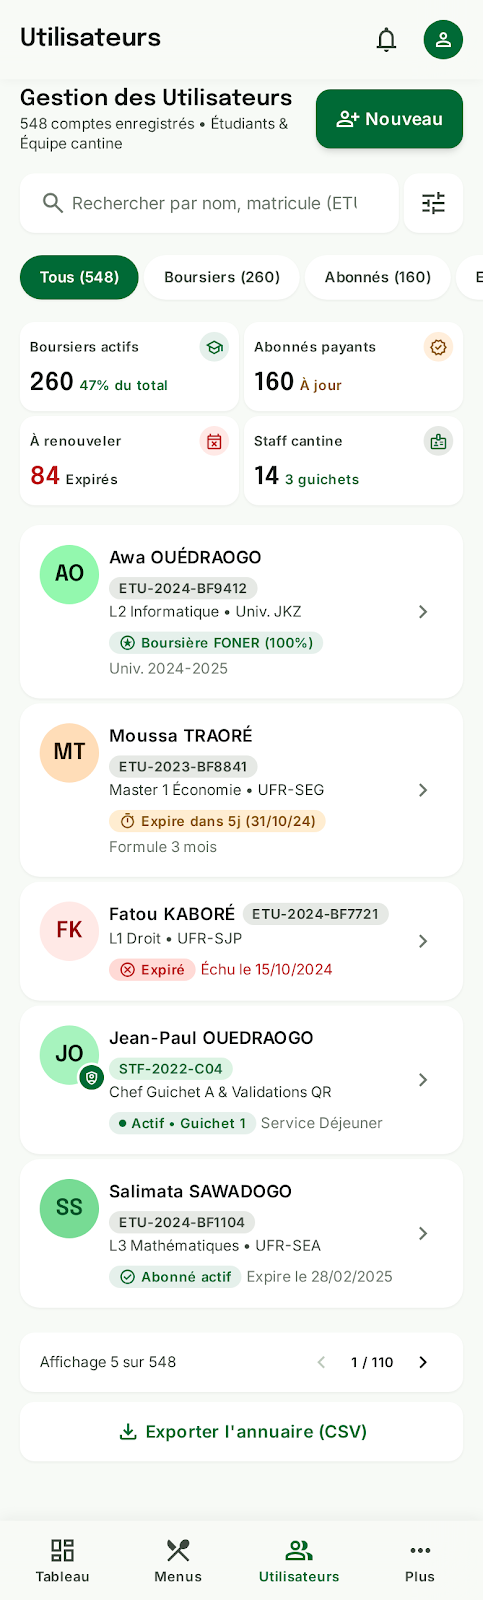 Utilisateurs
Gestion des Utilisateurs
548 comptes enregistrés • Étudiants &
Équipe cantine
Nouveau
Rechercher par nom, matricule (ETU
Tous (548)
Boursiers (260)
Abonnés (160)
Boursiers actifs
260 47% du total
Abonnés payants
160 À jour
À renouveler
84 Expirés
Staff cantine
14 3 guichets
AO
Awa OUÉDRAOGO
ETU-2024-BF9412
L2 Informatique • Univ. JKZ
Boursière FONER (100%)
Univ. 2024-2025
MT
Moussa TRAORÉ
ETU-2023-BF8841
Master 1 Économie • UFR-SEG
Expire dans 5j (31/10/24)
Formule 3 mois
FK
Fatou KABORÉ ETU-2024-BF7721
L1 Droit • UFR-SJP
Expiré Échu le 15/10/2024
JO
Jean-Paul OUEDRAOGO
STF-2022-C04
Chef Guichet A & Validations QR
Actif • Guichet 1 Service Déjeuner
SS
Salimata SAWADOGO
ETU-2024-BF1104
L3 Mathématiques • UFR-SEA
Abonné actif Expire le 28/02/2025
Affichage 5 sur 548
1 / 110
Exporter l'annuaire (CSV)
Tableau
Menus
Utilisateurs
Plus